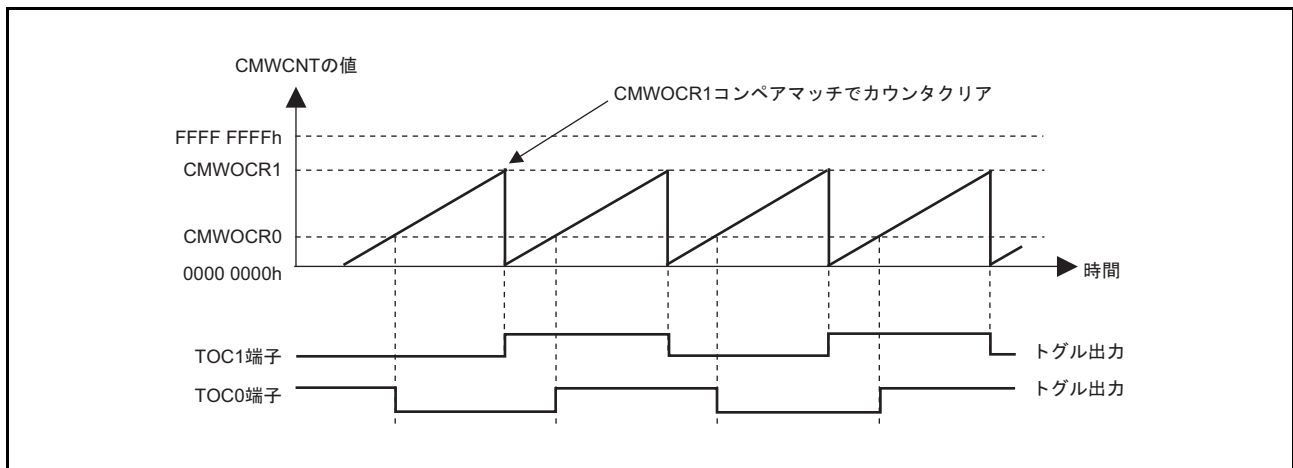 CMWCNTの値
CMWOCR1コンペアマッチでカウンタクリア
FFFF FFFFh
CMWOCR1
CMWOCR0
0000 0000h
時間
TOC1端子
トグル出力
TOC0端子
トグル出力